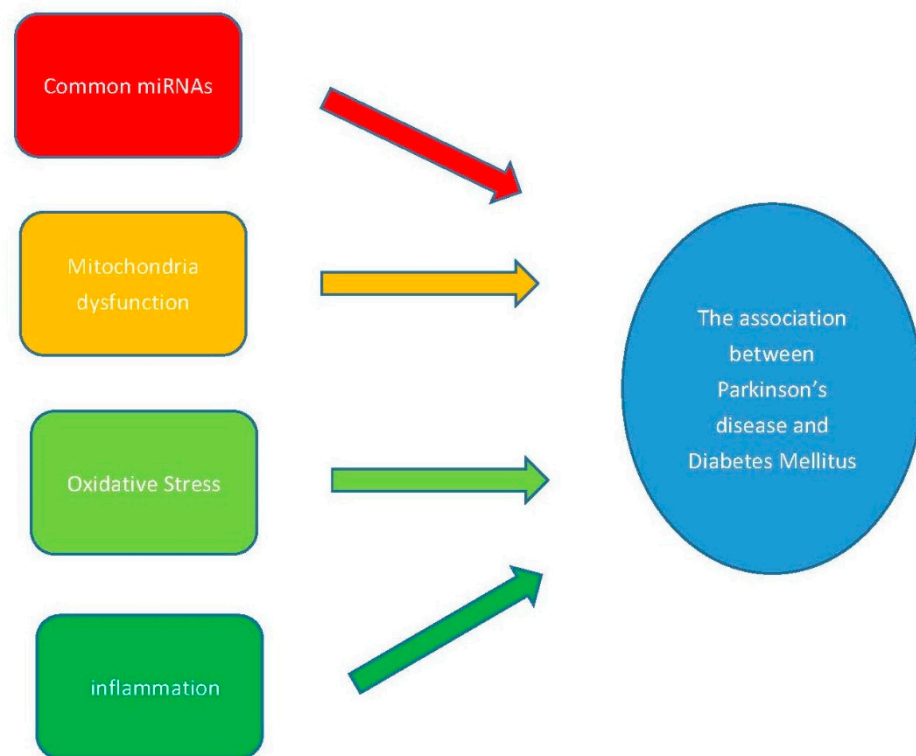 Common miRNAs
Mitochondria
dysfunction
Oxidative Stress
inflammation
The association
between
Parkinson’s
disease and
Diabetes Mellitus